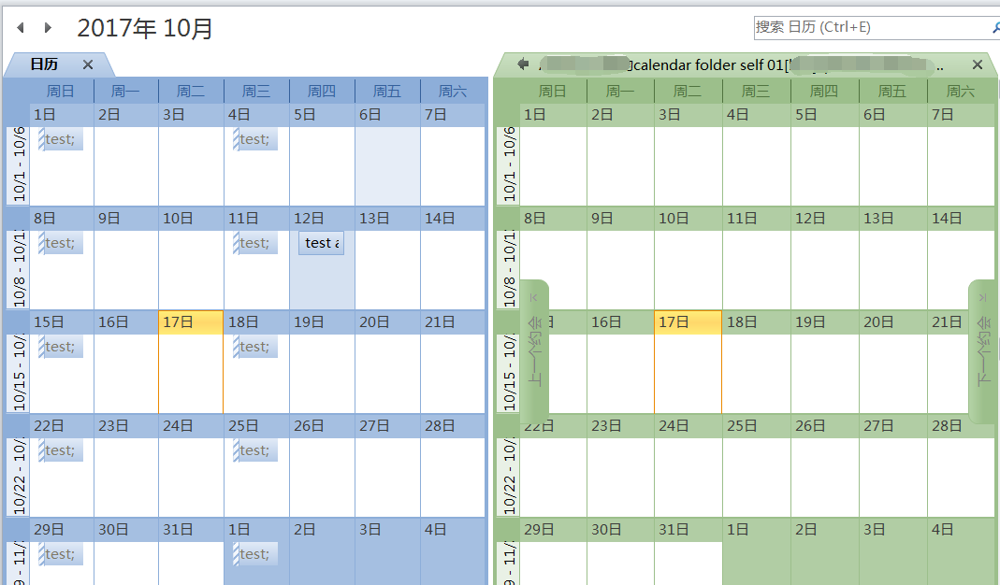 2017年 10月
搜索 日历 (Ctrl+E)
日历
calendar folder self 01[
..
周日 周一 周二 周三 周四 周五 周六
周日 周一 周二 周三 周四 周五 周六
10/1 - 10/6
1日 2日 3日 4日 5日 6日 7日
test; test;
10/1 - 10/6
1日 2日 3日 4日 5日 6日 7日
10/8 - 10/1
8日 9日 10日 11日 12日 13日 14日
test; test; test a
10/8 - 10/1
8日 9日 10日 11日 12日 13日 14日
10/15 - 10/
15日 16日 17日 18日 19日 20日 21日
test; test;
10/15 - 10/
日 16日 17日 18日 19日 20日 21日
上一个约会
下一个约会
10/22 - 10/
22日 23日 24日 25日 26日 27日 28日
test; test;
10/22 - 10/
22日 23日 24日 25日 26日 27日 28日
9 - 11/
29日 30日 31日 1日 2日 3日 4日
test; test;
9 - 11/
29日 30日 31日 1日 2日 3日 4日